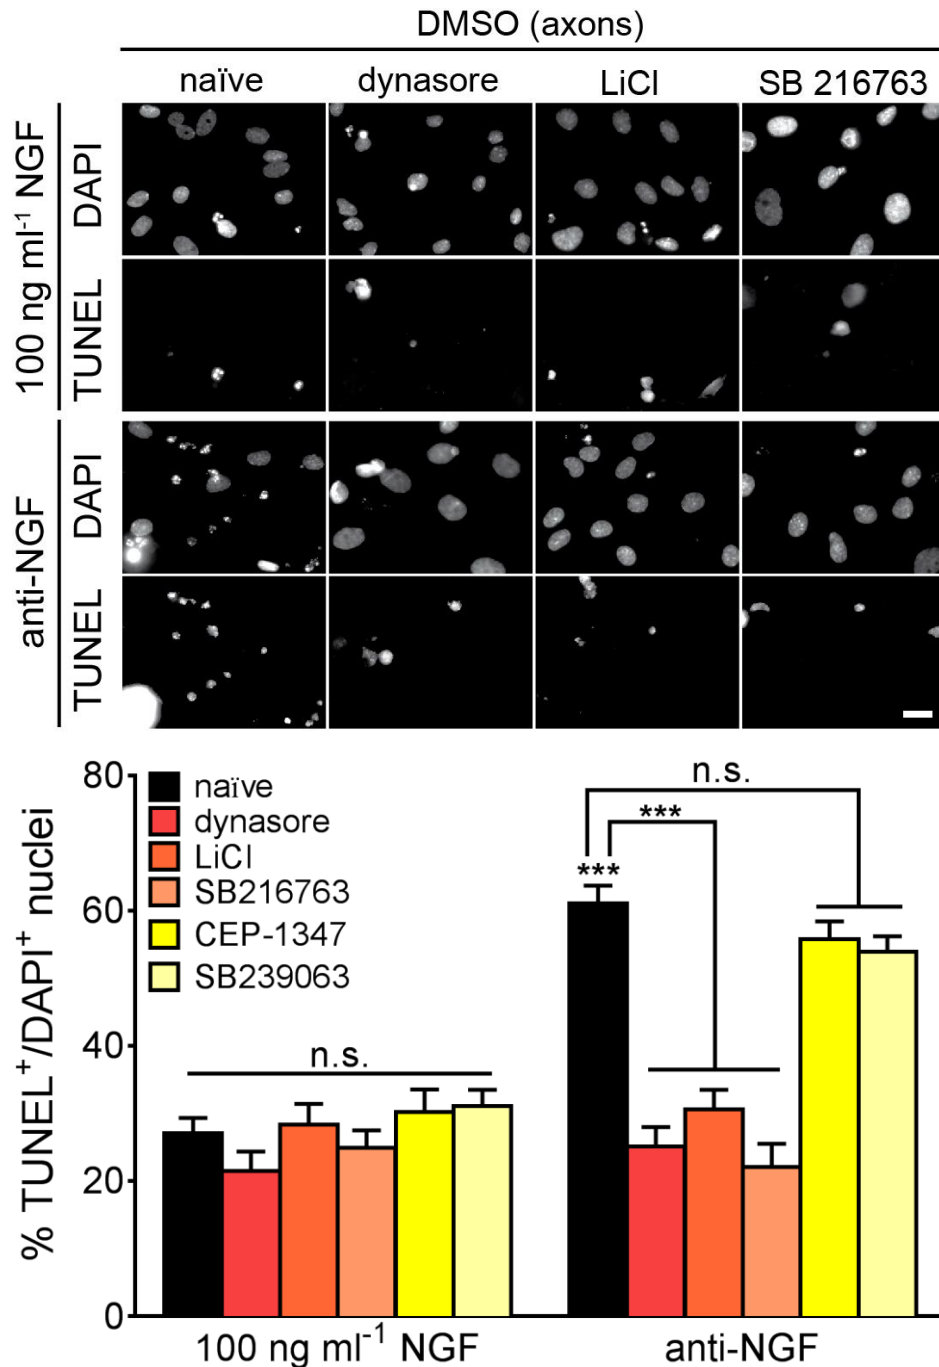 DMSO (axons)
naïve dynasore LiCl SB 216763
100 ng ml⁻¹ NGF
DAPI
TUNEL
anti-NGF
DAPI
TUNEL
% TUNEL⁺/DAPI⁺ nuclei
80
60
40
20
0
naïve
dynasore
LiCl
SB216763
CEP-1347
SB239063
n.s.
n.s.
***
***
100 ng ml⁻¹ NGF
anti-NGF